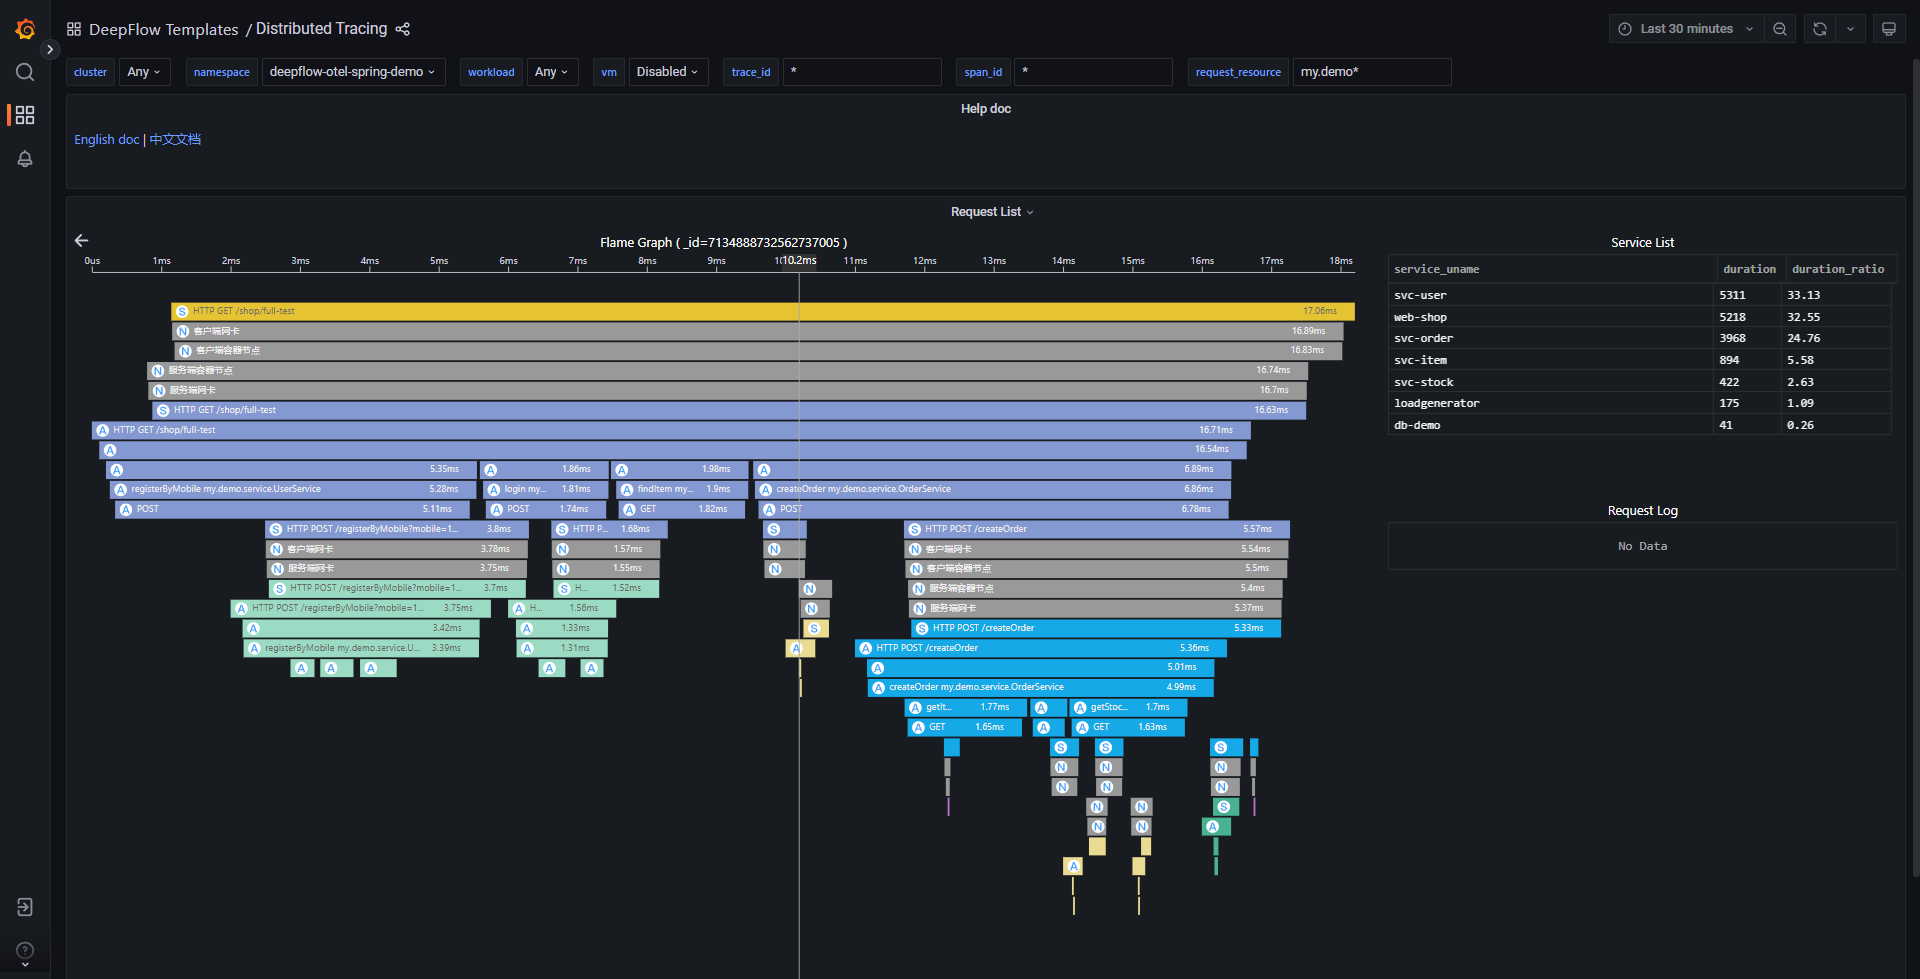 DeepFlow Templates / Distributed Tracing
Last 30 minutes
cluster Any namespace deepflow-otel-spring-demo workload Any vm Disabled trace_id * span_id * request_resource my.demo*
Help doc
English doc | 中文文档
Request List
Flame Graph ( _id=7134888732562737005 )
0us 1ms 2ms 3ms 4ms 5ms 6ms 7ms 8ms 9ms 10.2ms 11ms 12ms 13ms 14ms 15ms 16ms 17ms 18ms
S HTTP GET /shop/full-test 17.06ms
N 客户端网卡 16.89ms
N 客户端容器节点 16.83ms
N 服务端容器节点 16.74ms
N 服务端网卡 16.7ms
S HTTP GET /shop/full-test 16.63ms
A HTTP GET /shop/full-test 16.71ms
A 16.54ms
A 5.35ms A 1.86ms A 1.98ms A 6.89ms
A registerByMobile my.demo.service.UserService 5.28ms A login my... 1.81ms A findItem my... 1.9ms A createOrder my.demo.service.OrderService 6.86ms
A POST 5.11ms A POST 1.74ms A GET 1.82ms A POST 6.78ms
S HTTP POST /registerByMobile?mobile=1... 3.8ms S HTTP P... 1.68ms S S HTTP POST /createOrder 5.57ms
N 客户端网卡 3.78ms N 1.57ms N N 客户端网卡 5.54ms
N 服务端网卡 3.75ms N 1.55ms N N 客户端容器节点 5.5ms
S HTTP POST /registerByMobile?mobile=1... 3.7ms S H... 1.52ms N N 服务端容器节点 5.4ms
A HTTP POST /registerByMobile?mobile=1... 3.75ms A H... 1.56ms N N 服务端网卡 5.37ms
A 3.42ms A 1.33ms S S HTTP POST /createOrder 5.33ms
A registerByMobile my.demo.service.U... 3.39ms A 1.31ms A A HTTP POST /createOrder 5.36ms
A A A A A A 5.01ms
A createOrder my.demo.service.OrderService 4.99ms
A getIt... 1.77ms A A getStoc... 1.7ms
A GET 1.65ms A A GET 1.63ms
S S S
N N N
N N N
N N S
N N A
A
Service List
service_uname duration duration_ratio
svc-user 5311 33.13
web-shop 5218 32.55
svc-order 3968 24.76
svc-item 894 5.58
svc-stock 422 2.63
loadgenerator 175 1.09
db-demo 41 0.26
Request Log
No Data